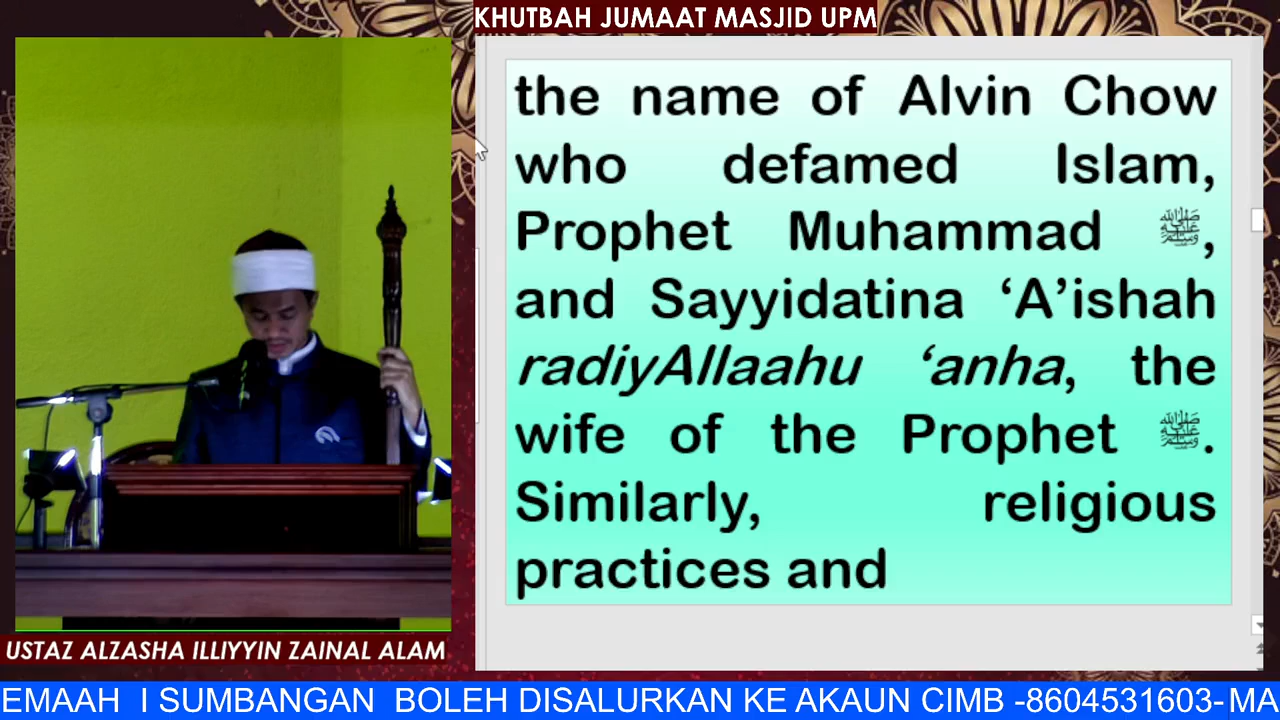 KHUTBAH JUMAAT MASJID UPM
the name of Alvin Chow
who defamed Islam,
Prophet Muhammad ﷺ,
and Sayyidatina ‘A’ishah
radiyAllaahu ‘anha, the
wife of the Prophet ﷺ.
Similarly, religious
practices and
USTAZ ALZASHA ILLIYYIN ZAINAL ALAM
EMAAH I SUMBANGAN BOLEH DISALURKAN KE AKAUN CIMB -8604531603- MA